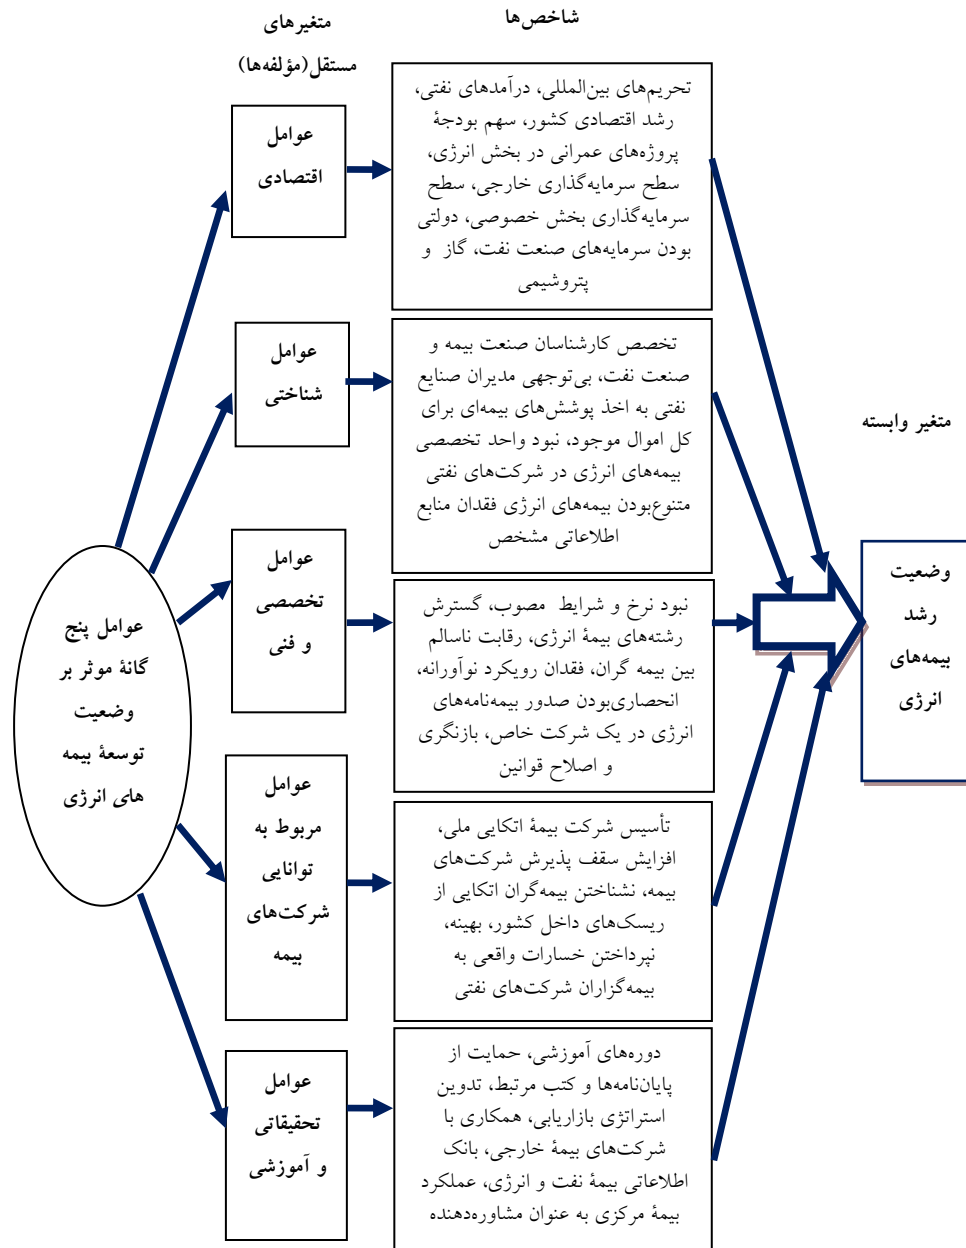 شاخص‌ها
متغیرهای
مستقل(مؤلفه‌ها)
عوامل پنج
گانۀ موثر بر
وضعیت
توسعۀ بیمه
های انرژی
عوامل
اقتصادی
تحریم‌های بین‌المللی، درآمدهای نفتی،
رشد اقتصادی کشور، سهم بودجۀ
پروژه‌های عمرانی در بخش انرژی،
سطح سرمایه‌گذاری خارجی، سطح
سرمایه‌گذاری بخش خصوصی، دولتی
بودن سرمایه‌های صنعت نفت، گاز و
پتروشیمی
عوامل
شناختی
تخصص کارشناسان صنعت بیمه و
صنعت نفت، بی‌توجهی مدیران صنایع
نفتی به اخذ پوشش‌های بیمه‌ای برای
کل اموال موجود، نبود واحد تخصصی
بیمه‌های انرژی در شرکت‌های نفتی
متنوع‌بودن بیمه‌های انرژی فقدان منابع
اطلاعاتی مشخص
عوامل
تخصصی
و فنی
نبود نرخ و شرایط مصوب، گسترش
رشته‌های بیمۀ انرژی، رقابت ناسالم
بین بیمه گران، فقدان رویکرد نوآورانه،
انحصاری‌بودن صدور بیمه‌نامه‌های
انرژی در یک شرکت خاص، بازنگری
و اصلاح قوانین
عوامل
مربوط به
توانایی
شرکت‌های
بیمه
تأسیس شرکت بیمۀ اتکایی ملی،
افزایش سقف پذیرش شرکت‌های
بیمه، نشناختن بیمه‌گران اتکایی از
ریسک‌های داخل کشور، بهینه،
نپرداختن خسارات واقعی به
بیمه‌گزاران شرکت‌های نفتی
عوامل
تحقیقاتی
و آموزشی
دوره‌های آموزشی، حمایت از
پایان‌نامه‌ها و کتب مرتبط، تدوین
استراتژی بازاریابی، همکاری با
شرکت‌های بیمۀ خارجی، بانک
اطلاعاتی بیمۀ نفت و انرژی، عملکرد
بیمۀ مرکزی به عنوان مشاوره‌دهنده
متغیر وابسته
وضعیت
رشد
بیمه‌های
انرژی